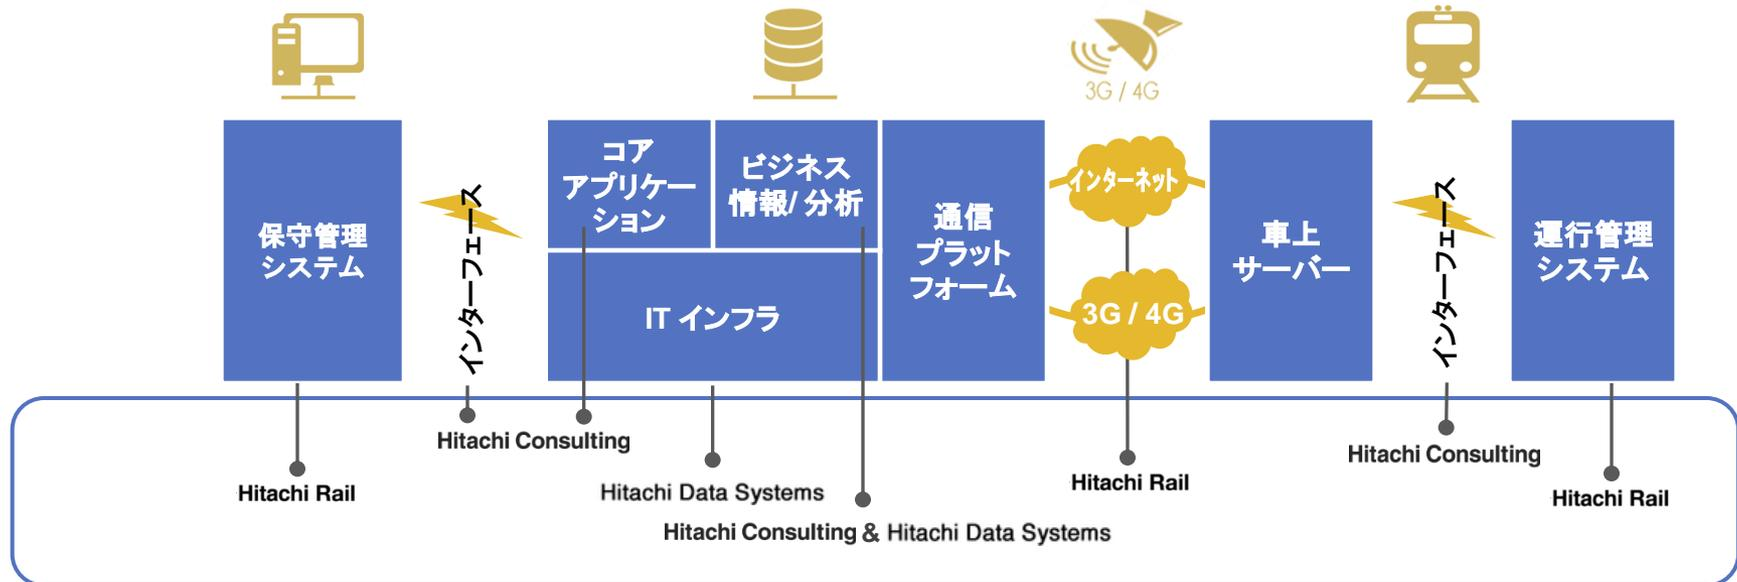 3G / 4G
保守管理
システム
インターフェース
コア
アプリケー
ション
ビジネス
情報/ 分析
IT インフラ
通信
プラット
フォーム
インターネット
3G / 4G
車上
サーバー
インターフェース
運行管理
システム
Hitachi Rail
Hitachi Consulting
Hitachi Data Systems
Hitachi Consulting & Hitachi Data Systems
Hitachi Rail
Hitachi Consulting
Hitachi Rail